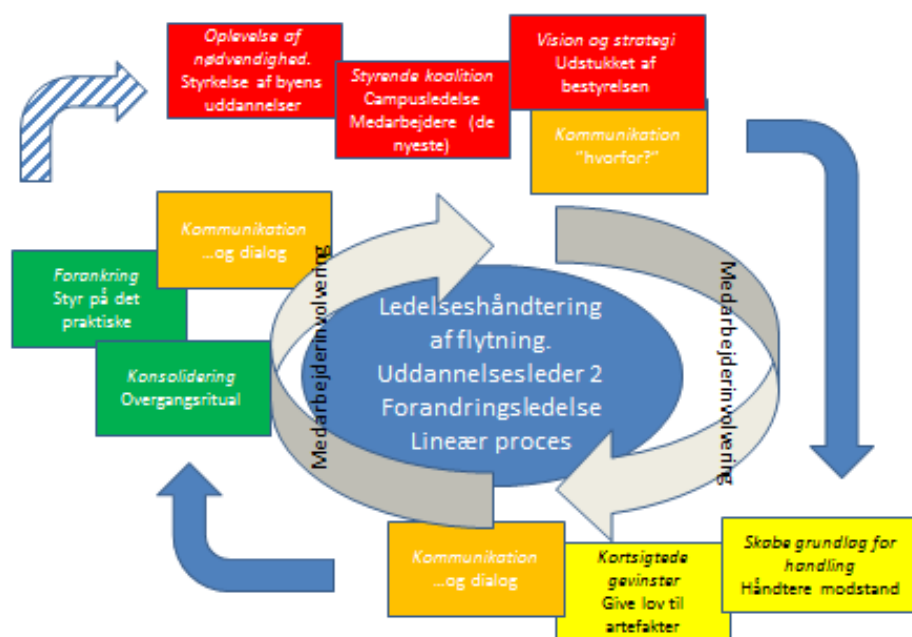 Oplevelse af
nødvendighed.
Styrkelse af byens
uddannelser
Styrende koalition
Campusledelse
Medarbejdere (de
nyeste)
Vision og strategi
Udstukket af
bestyrelsen
Kommunikation
"hvorfor?"
Kommunikation
...og dialog
Forankring
Styr på det
praktiske
Konsolidering
Overgangsritual
Medarbejderinvolvering
Ledelseshåndtering
af flytning.
Uddannelsesleder 2
Forandringsledelse
Lineær proces
Medarbejderinvolvering
Kommunikation
...og dialog
Kortsigtede
gevinster
Give lov til
artefakter
Skabe grundlag for
handling
Håndtere modstand